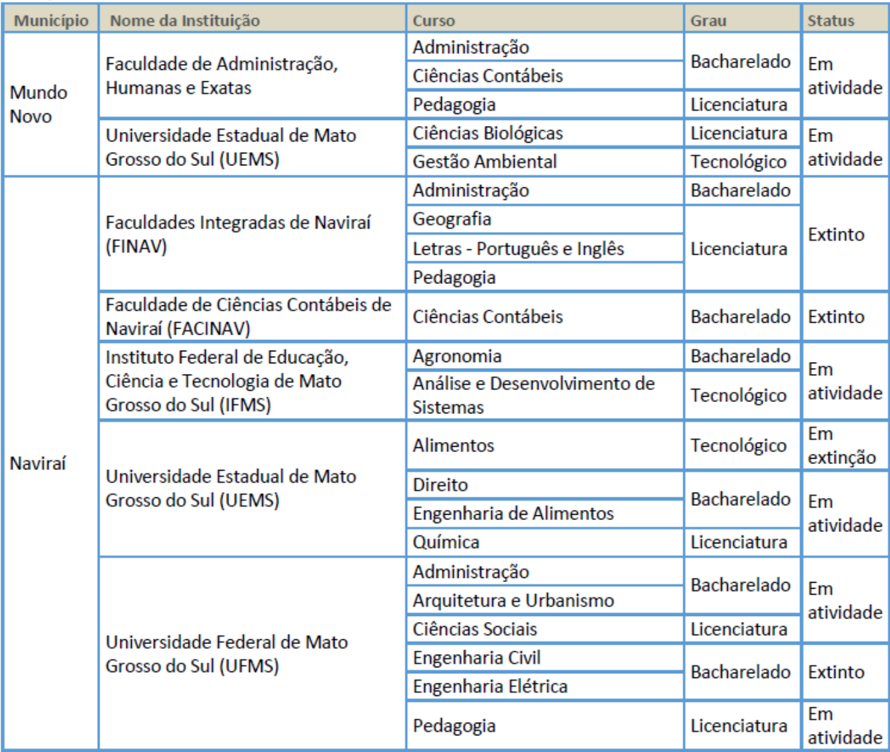 Município Nome da Instituição Curso Grau Status
Mundo
Novo
Faculdade de Administração,
Humanas e Exatas
Administração
Bacharelado
Em
atividade
Ciências Contábeis
Pedagogia
Licenciatura
Universidade Estadual de Mato
Grosso do Sul (UEMS)
Ciências Biológicas
Licenciatura
Em
atividade
Gestão Ambiental
Tecnológico
Naviraí
Faculdades Integradas de Naviraí
(FINAV)
Administração
Bacharelado
Extinto
Geografia
Licenciatura
Letras - Português e Inglês
Pedagogia
Faculdade de Ciências Contábeis de
Naviraí (FACINAV)
Ciências Contábeis
Bacharelado
Extinto
Instituto Federal de Educação,
Ciência e Tecnologia de Mato
Grosso do Sul (IFMS)
Agronomia
Bacharelado
Em
atividade
Análise e Desenvolvimento de
Sistemas
Tecnológico
Universidade Estadual de Mato
Grosso do Sul (UEMS)
Alimentos
Tecnológico
Em
extinção
Direito
Bacharelado
Em
atividade
Engenharia de Alimentos
Química
Licenciatura
Universidade Federal de Mato
Grosso do Sul (UFMS)
Administração
Bacharelado
Em
atividade
Arquitetura e Urbanismo
Ciências Sociais
Licenciatura
Engenharia Civil
Bacharelado
Extinto
Engenharia Elétrica
Pedagogia
Licenciatura
Em
atividade